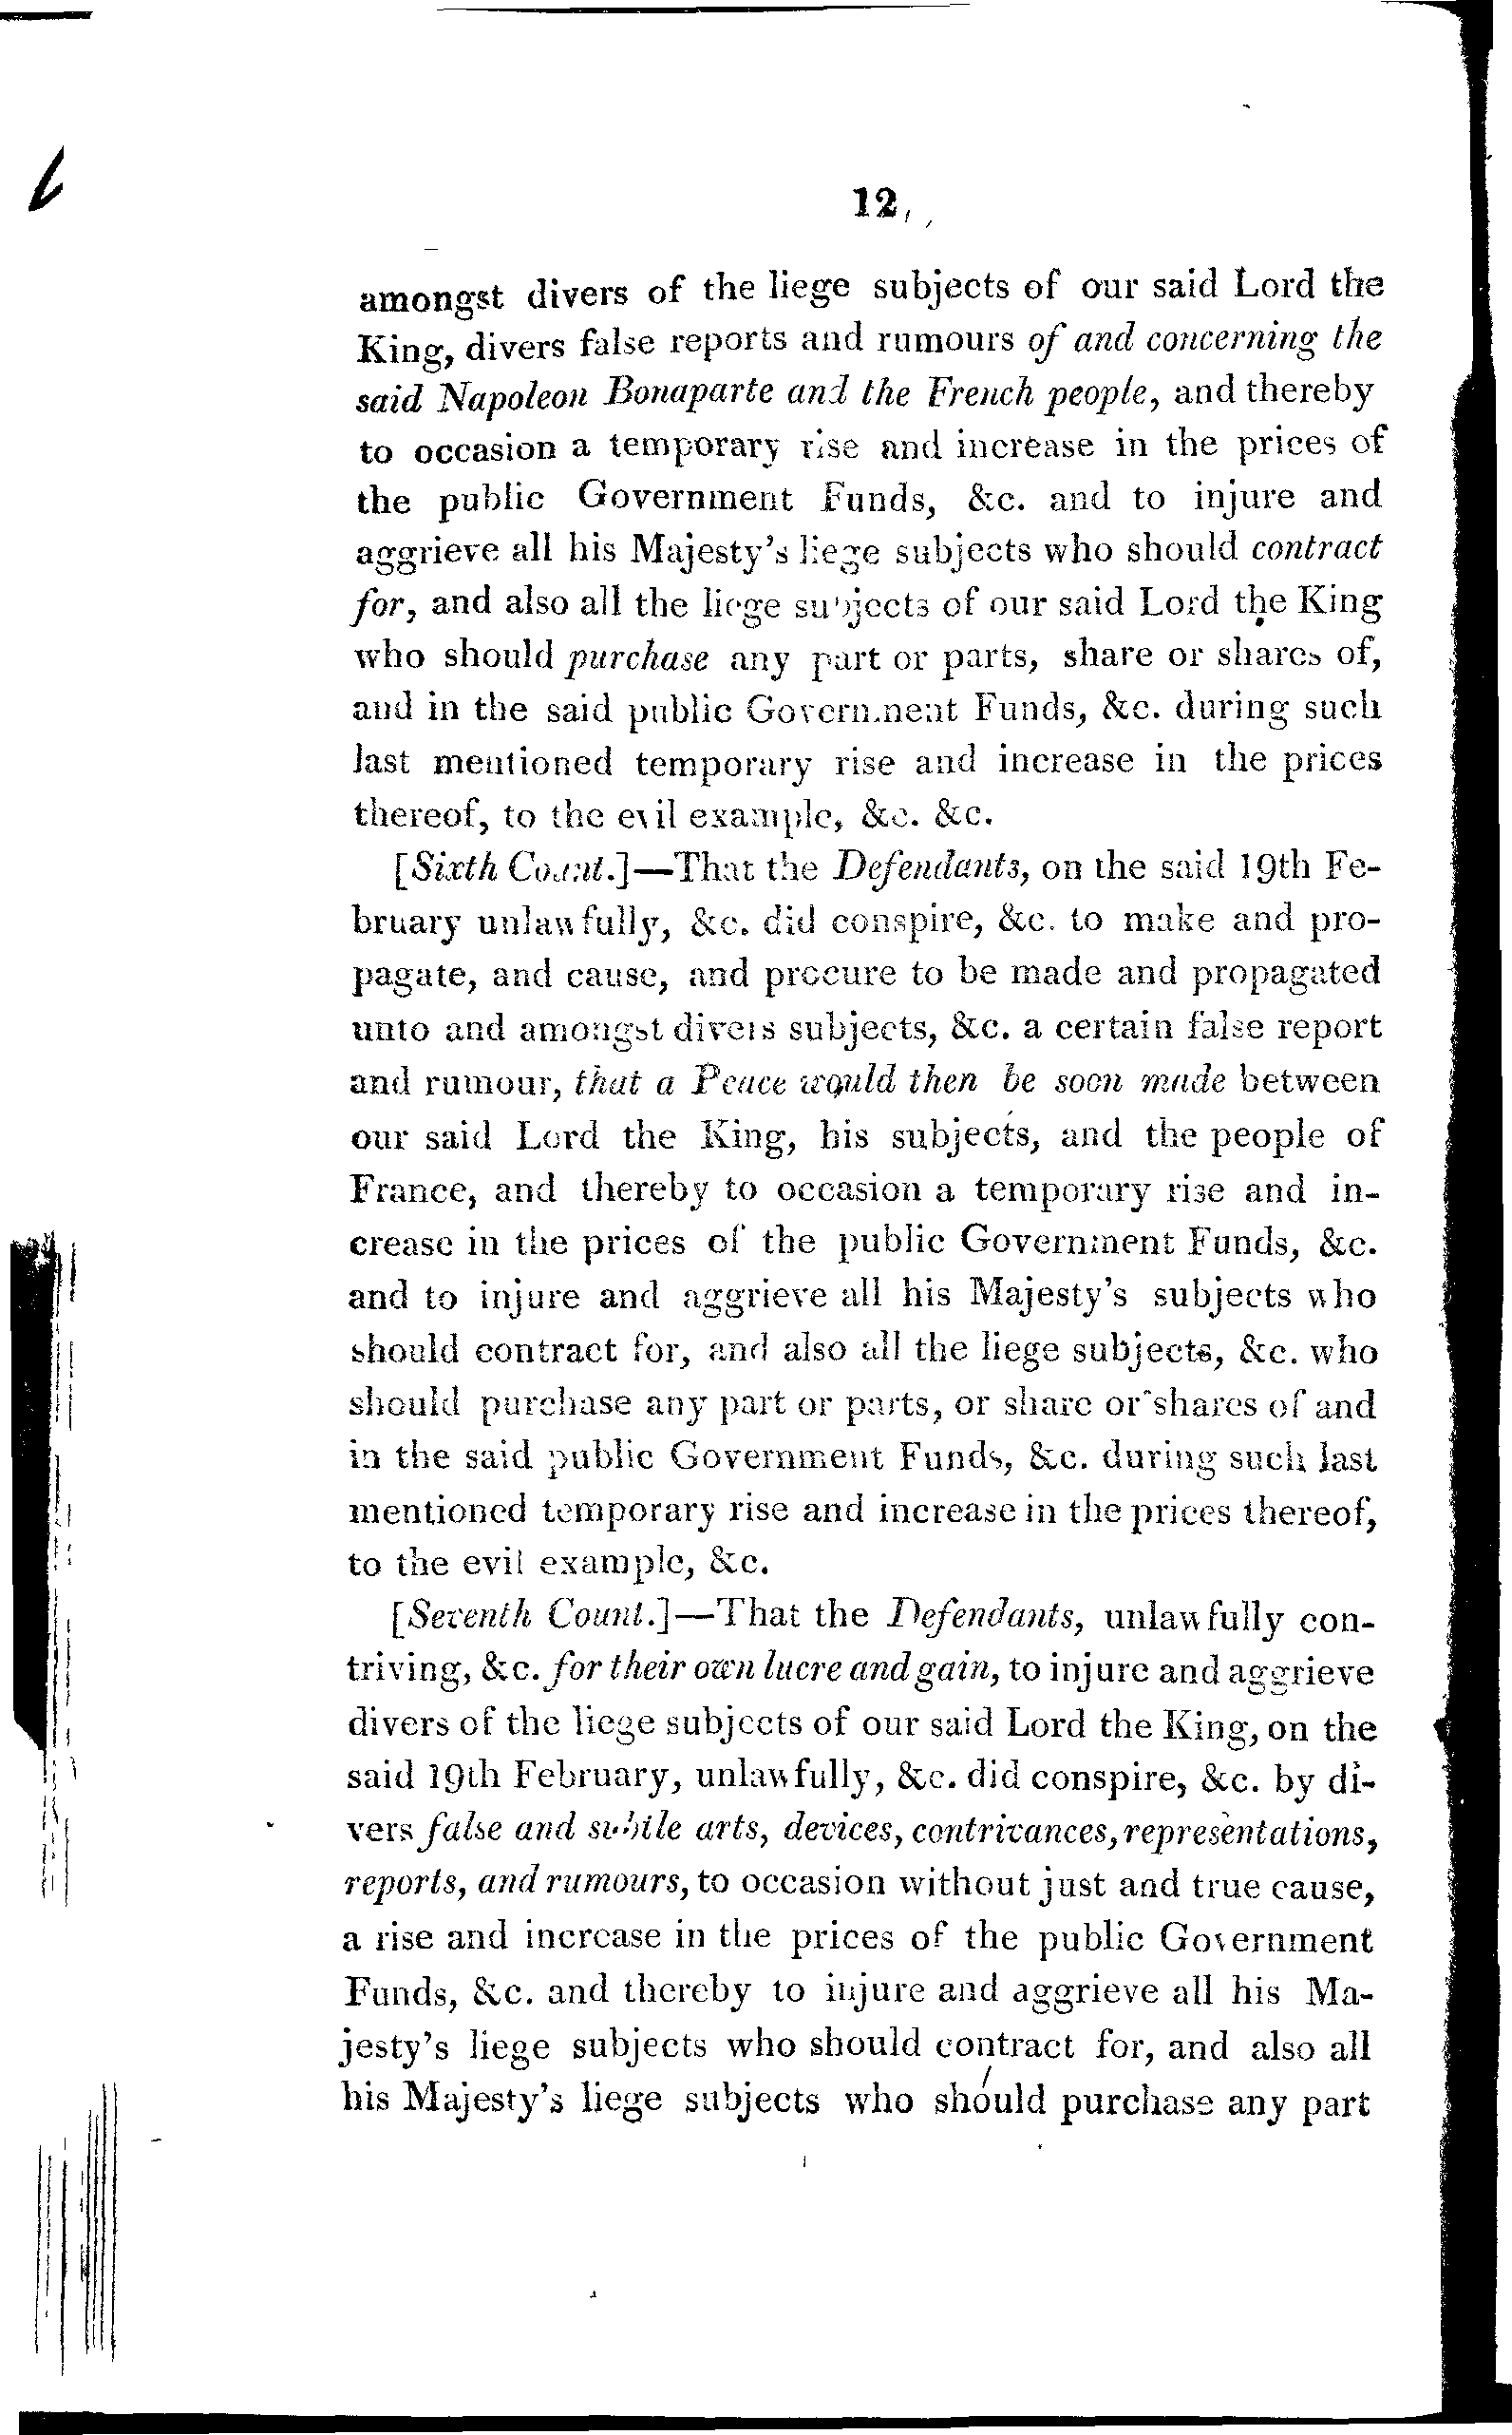 12
amongst divers of the liege subjects of our said Lord the
King, divers false reports and rumours of and concerning the
said Napoleon Bonaparte and the French people, and thereby
to occasion a temporary rise and increase in the prices of
the public Government Funds, &c. and to injure and
aggrieve all his Majesty's liege subjects who should contract
for, and also all the liege subjects of our said Lord the King
who should purchase any part or parts, share or shares of,
and in the said public Government Funds, &c. during such
last mentioned temporary rise and increase in the prices
thereof, to the evil example, &c. &c.
[Sixth Count.]—That the Defendants, on the said 19th Fe-
bruary unlawfully, &c. did conspire, &c. to make and pro-
pagate, and cause, and procure to be made and propagated
unto and amongst divers subjects, &c. a certain false report
and rumour, that a Peace would then be soon made between
our said Lord the King, his subjects, and the people of
France, and thereby to occasion a temporary rise and in-
crease in the prices of the public Government Funds, &c.
and to injure and aggrieve all his Majesty's subjects who
should contract for, and also all the liege subjects, &c. who
should purchase any part or parts, or share or shares of and
in the said public Government Funds, &c. during such last
mentioned temporary rise and increase in the prices thereof,
to the evil example, &c.
[Seventh Count.]—That the Defendants, unlawfully con-
triving, &c. for their own lucre and gain, to injure and aggrieve
divers of the liege subjects of our said Lord the King, on the
said 19th February, unlawfully, &c. did conspire, &c. by di-
vers false and subtle arts, devices, contrivances, representations,
reports, and rumours, to occasion without just and true cause,
a rise and increase in the prices of the public Government
Funds, &c. and thereby to injure and aggrieve all his Ma-
jesty's liege subjects who should contract for, and also all
his Majesty's liege subjects who should purchase any part